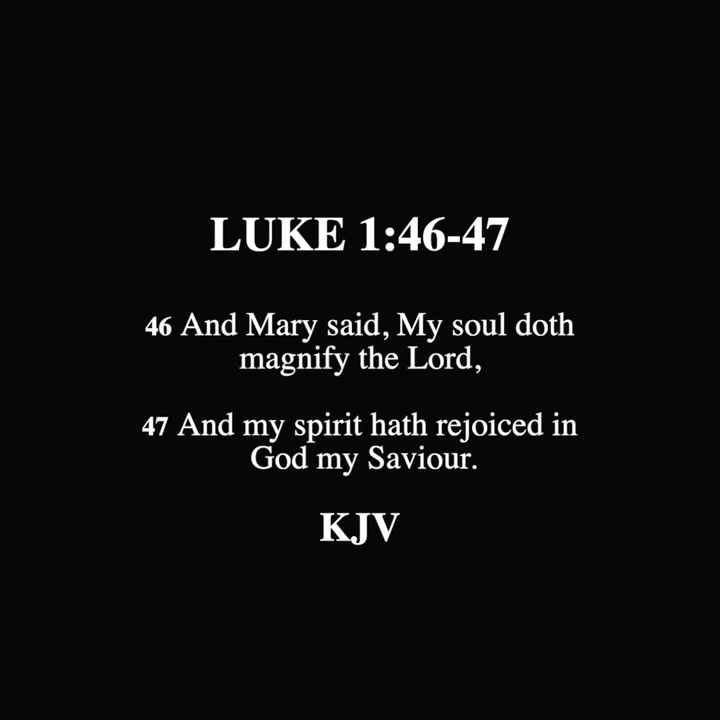 LUKE 1:46-47
46 And Mary said, My soul doth
magnify the Lord,
47 And my spirit hath rejoiced in
God my Saviour.
KJV